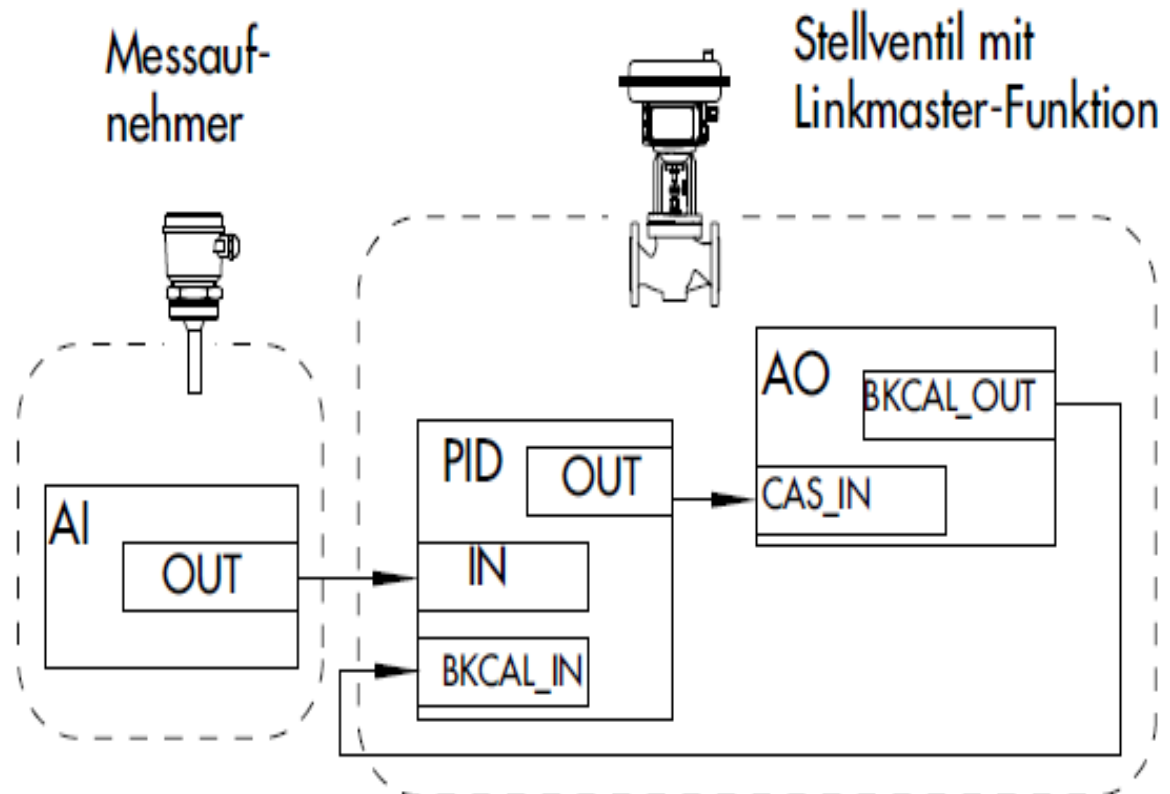 Messauf-
nehmer
Stellventil mit
Linkmaster-Funktion
AI
OUT
PID
OUT
IN
BKCAL_IN
AO
BKCAL_OUT
CAS_IN